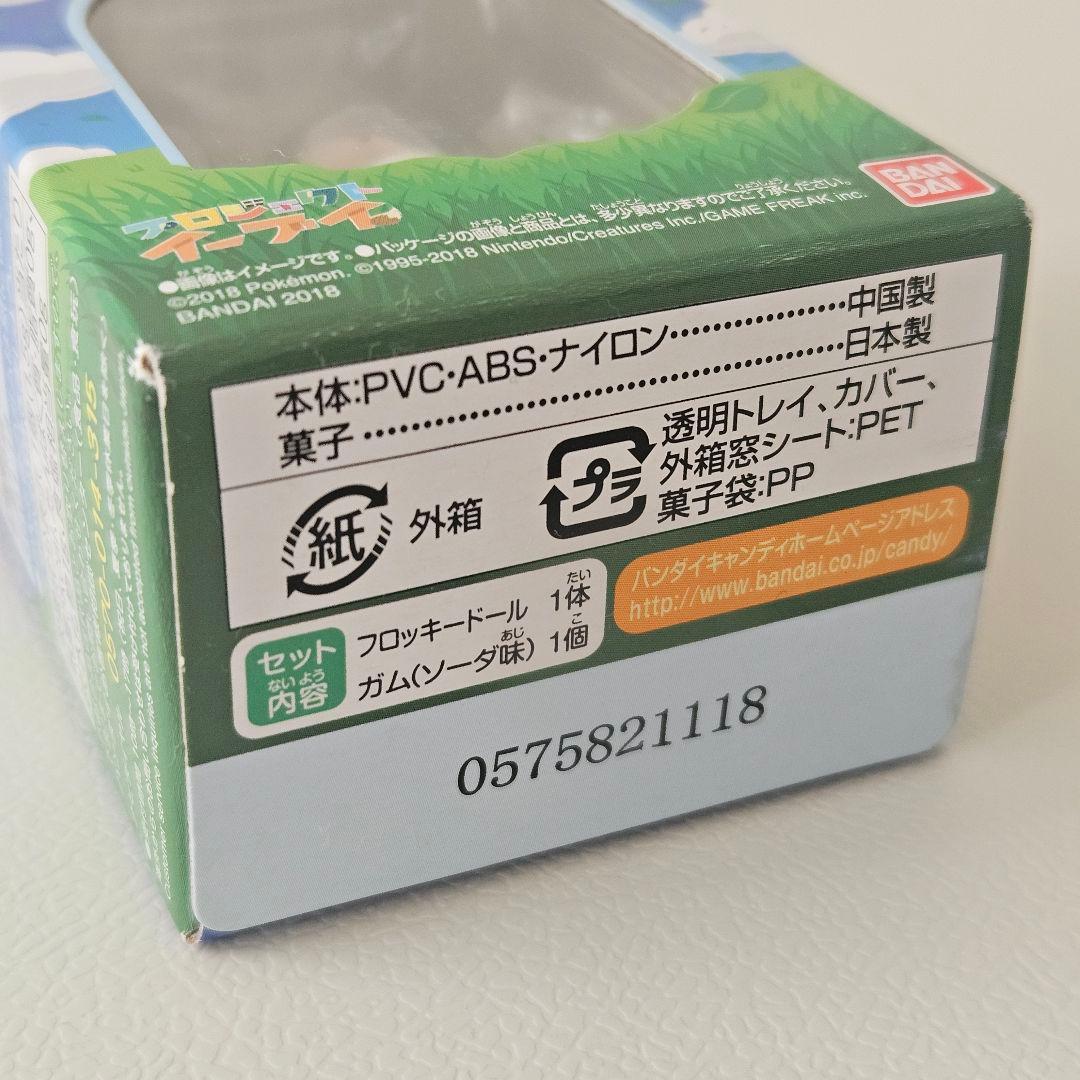 プロジェクト
イーブイ
●画像はイメージです。●パッケージの画像と商品とは、多少異なりますのでご了承ください。
©2018 Pokémon. ©1995-2018 Nintendo/Creatures Inc./GAME FREAK inc.
BANDAI 2018
BAN
DAI
本体:PVC・ABS・ナイロン………………中国製
菓子……………………………………日本製
紙 外箱
プラ
透明トレイ、カバー、
外箱窓シート:PET
菓子袋:PP
セット
内容
フロッキードール 1体
ガム(ソーダ味) 1個
バンダイキャンディホームページアドレス
http://www.bandai.co.jp/candy/
0575821118